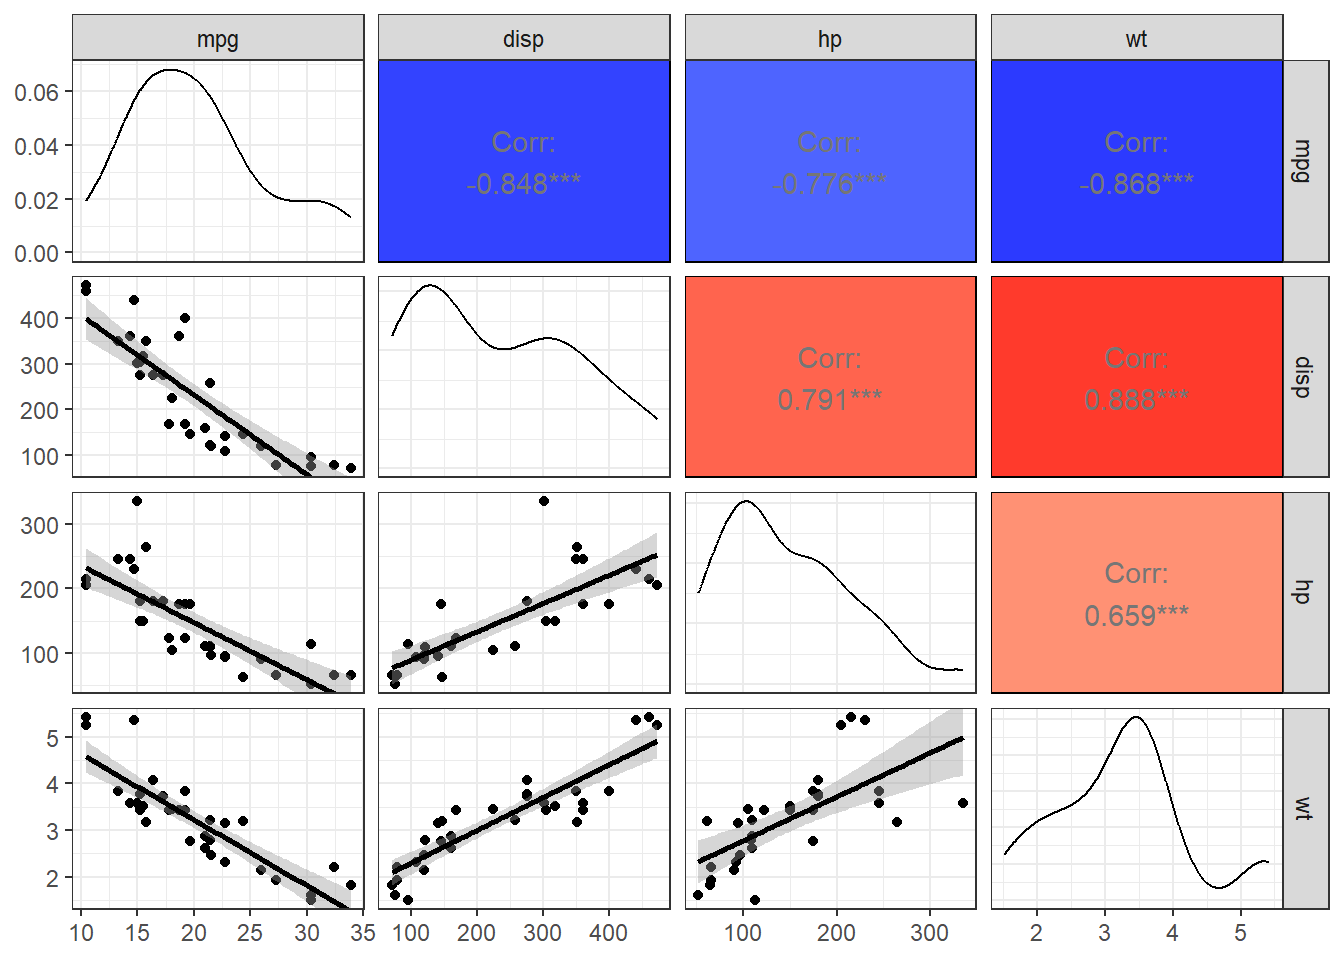 mpg
disp
hp
wt
0.06
0.04
0.02
0.00
Corr:
-0.848***
Corr:
-0.776***
Corr:
-0.868***
mpg
400
300
200
100
Corr:
0.791***
Corr:
0.888***
disp
300
200
100
Corr:
0.659***
hp
5
4
3
2
wt
10 15 20 25 30 35
100 200 300 400
100 200 300
2 3 4 5